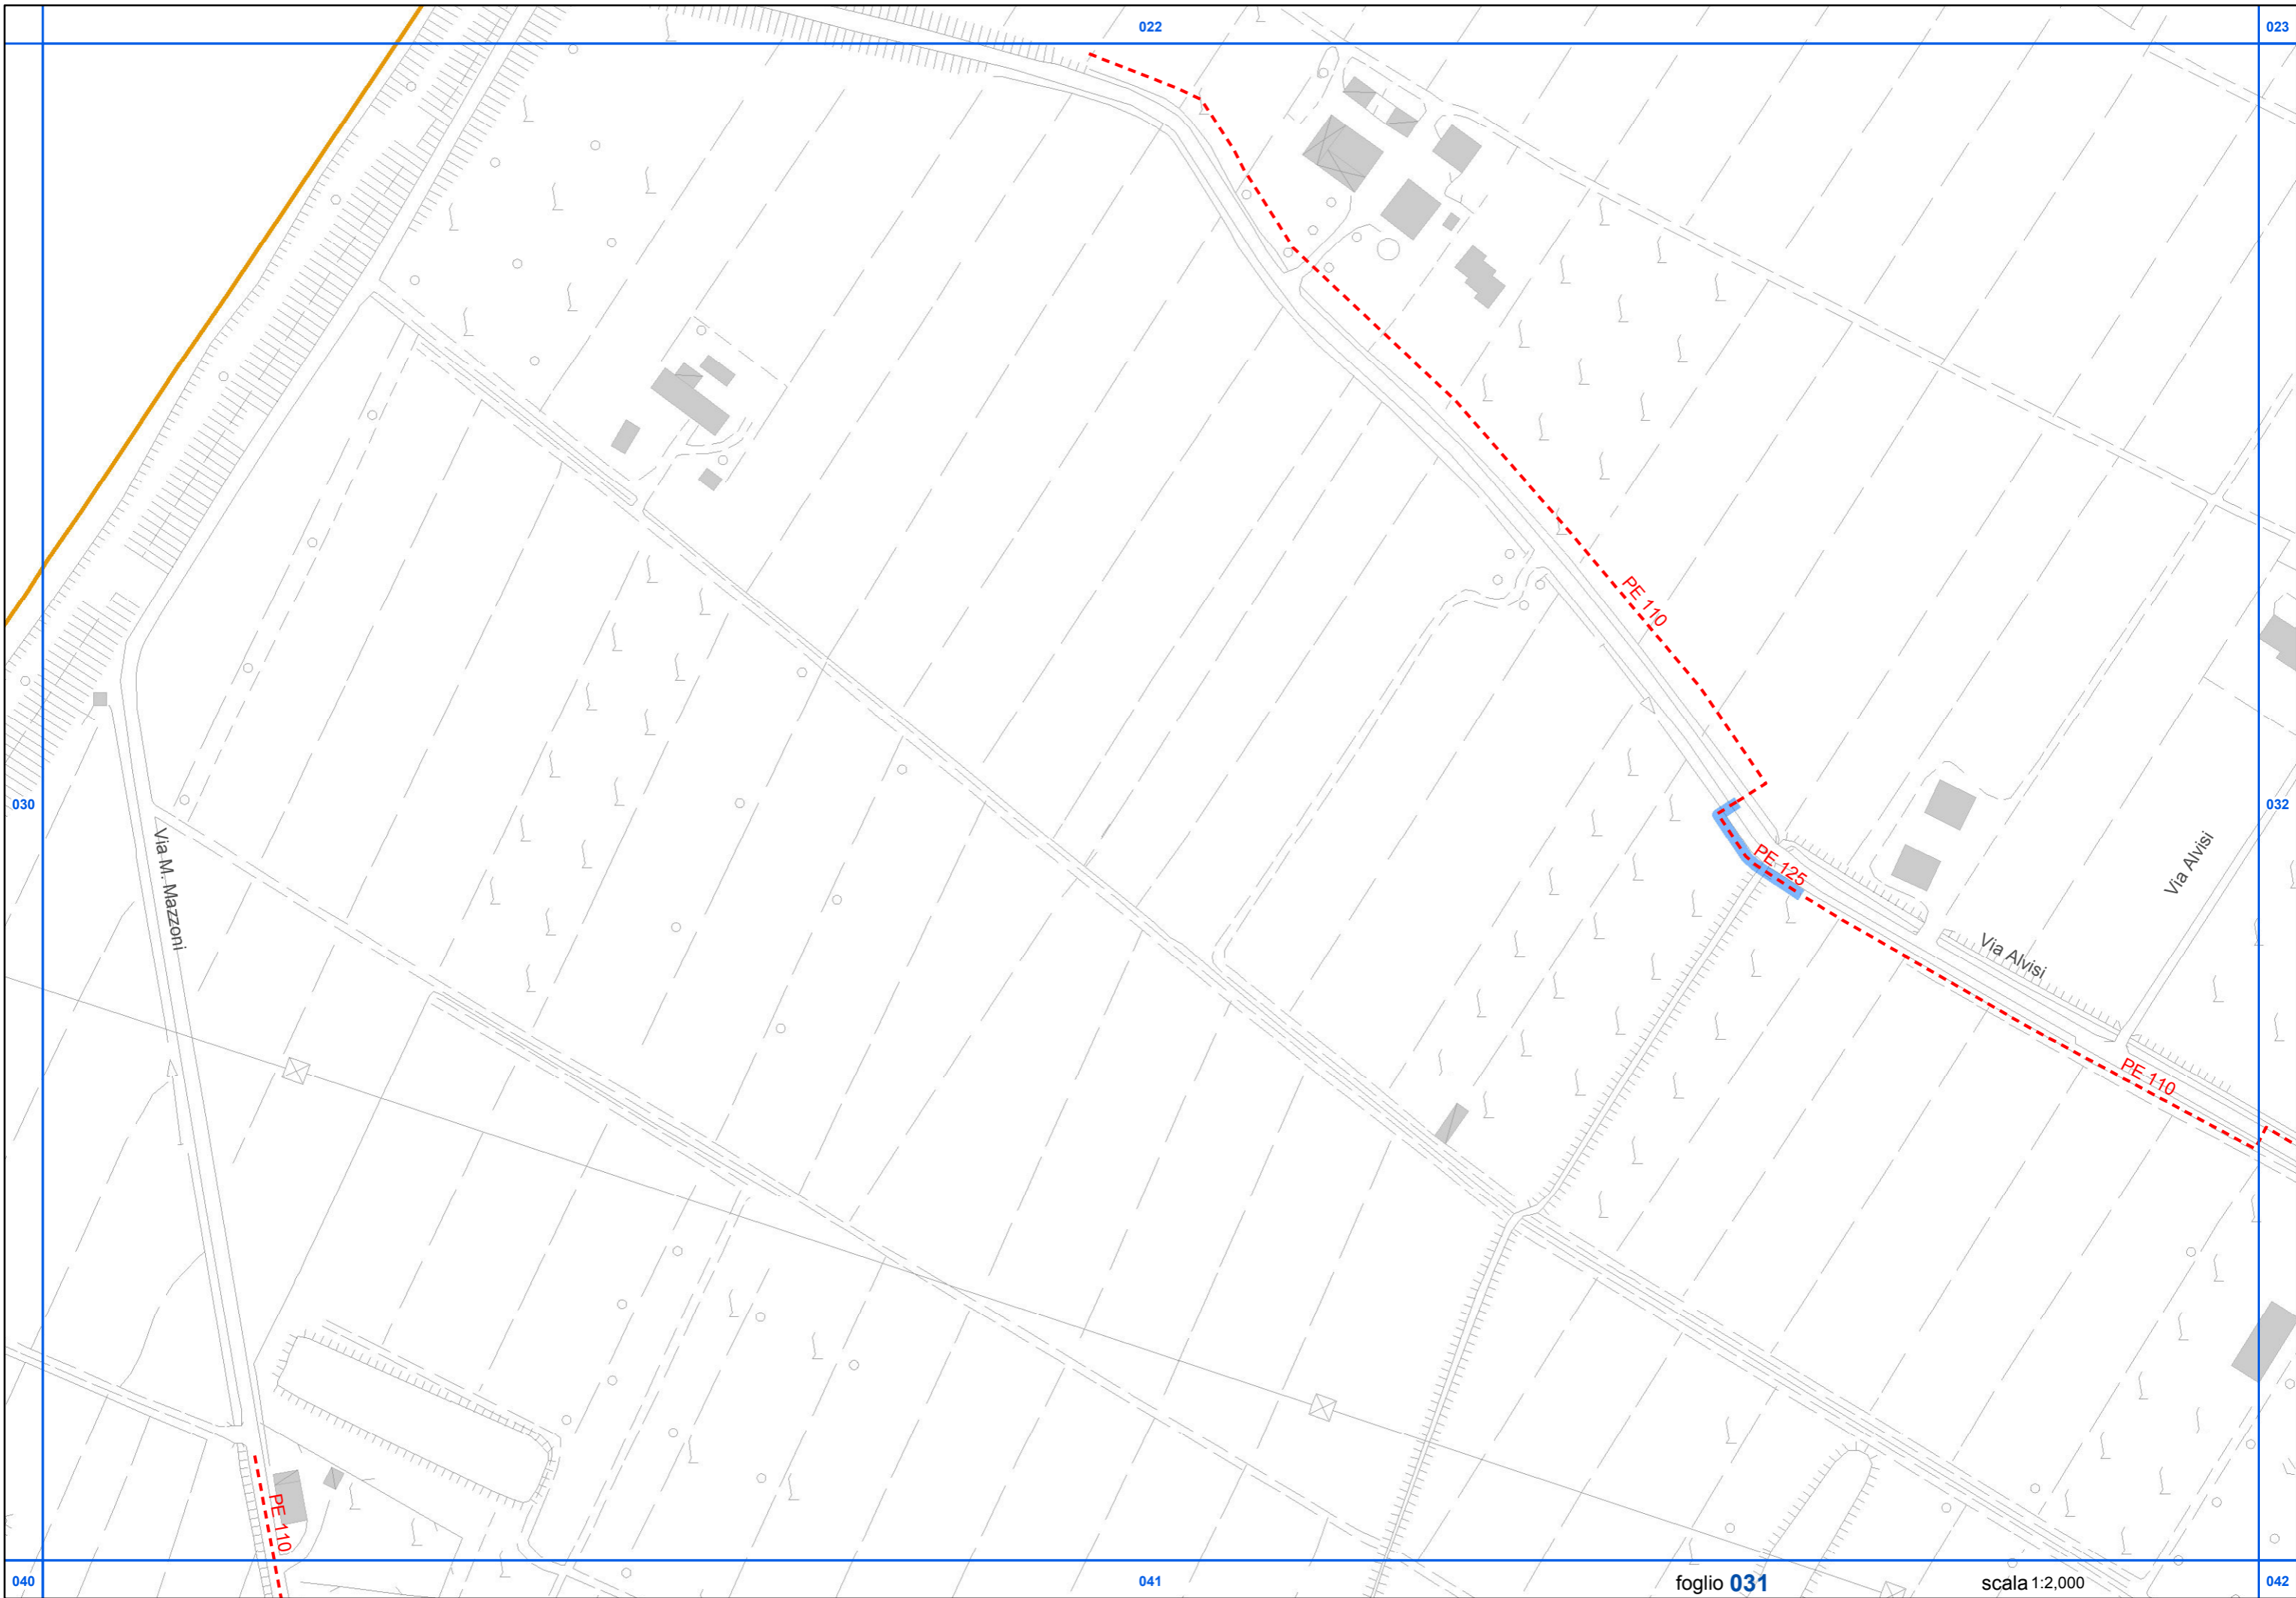 022
023
PE 110
030
032
Via M. Mazzoni
PE 125
Via Alvisi
Via Alvisi
PE 110
PE 110
040
041
foglio 031
scala 1:2,000
042